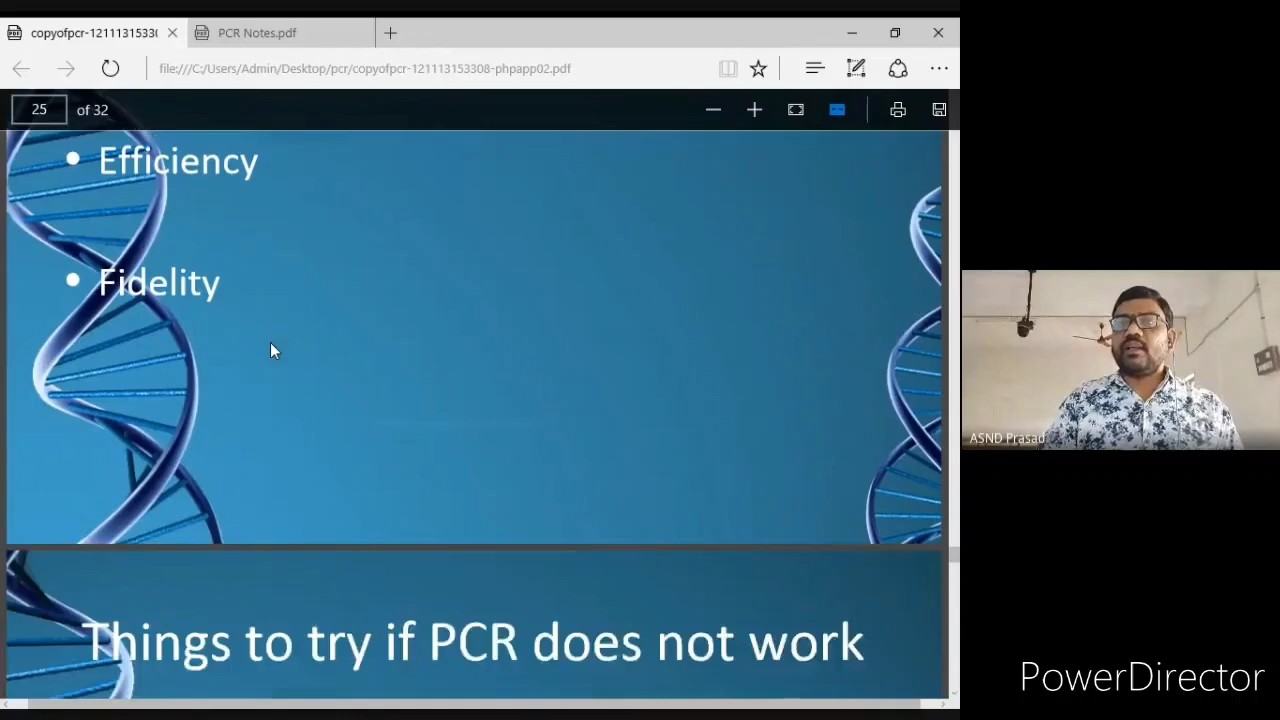 copyofpcr-1211131533
PCR Notes.pdf
file:///C:/Users/Admin/Desktop/pcr/copyofpcr-121113153308-phpapp02.pdf
25 of 32
• Efficiency
• Fidelity
Things to try if PCR does not work
ASND Prasad
PowerDirector